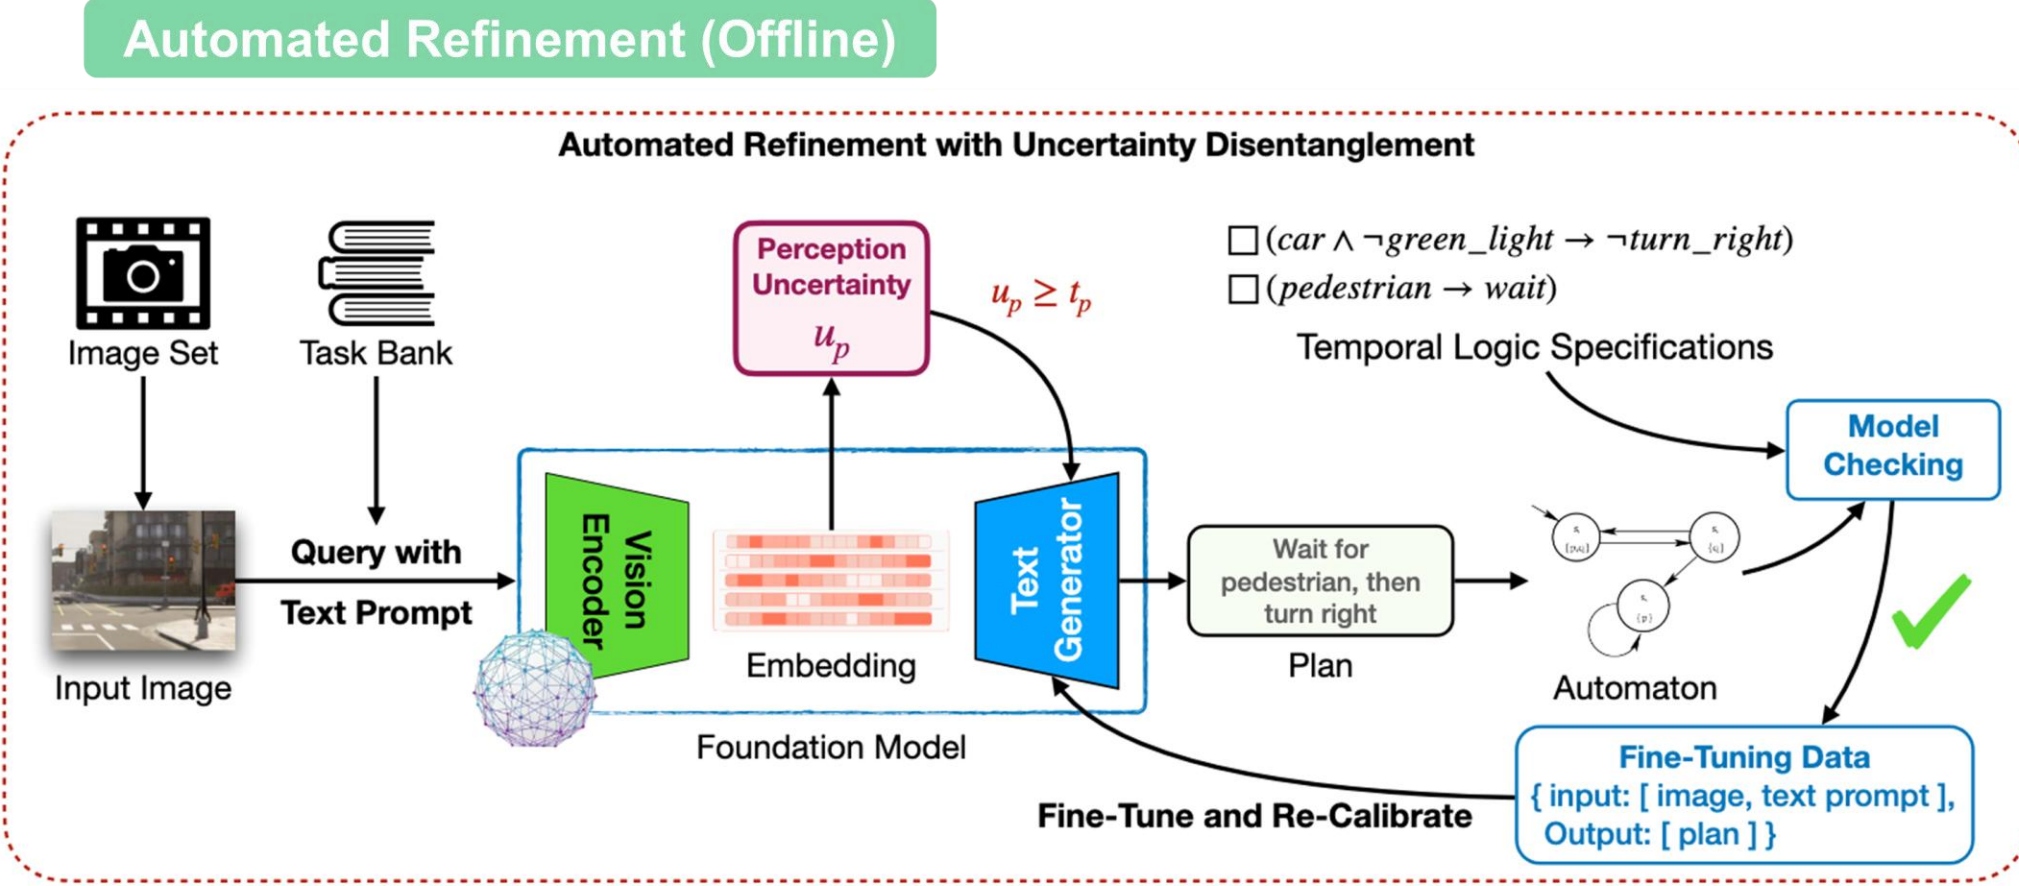 Automated Refinement (Offline)
Automated Refinement with Uncertainty Disentanglement
Image Set
Task Bank
Perception
Uncertainty
u_p
u_p ≥ t_p
□(car ∧ ¬green_light → ¬turn_right)
□(pedestrian → wait)
Temporal Logic Specifications
Model
Checking
Query with
Text Prompt
Input Image
Vision
Encoder
Embedding
Text
Generator
Foundation Model
Wait for
pedestrian, then
turn right
Plan
Automaton
Fine-Tuning Data
{ input: [ image, text prompt ],
Output: [ plan ] }
Fine-Tune and Re-Calibrate